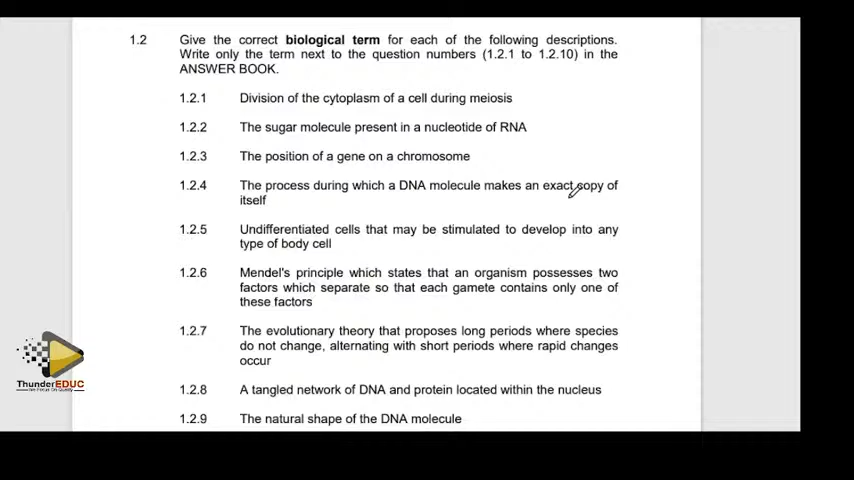 1.2 Give the correct biological term for each of the following descriptions.
Write only the term next to the question numbers (1.2.1 to 1.2.10) in the
ANSWER BOOK.
1.2.1 Division of the cytoplasm of a cell during meiosis
1.2.2 The sugar molecule present in a nucleotide of RNA
1.2.3 The position of a gene on a chromosome
1.2.4 The process during which a DNA molecule makes an exact copy of
itself
1.2.5 Undifferentiated cells that may be stimulated to develop into any
type of body cell
1.2.6 Mendel's principle which states that an organism possesses two
factors which separate so that each gamete contains only one of
these factors
1.2.7 The evolutionary theory that proposes long periods where species
do not change, alternating with short periods where rapid changes
occur
1.2.8 A tangled network of DNA and protein located within the nucleus
1.2.9 The natural shape of the DNA molecule
ThunderEDUC
We Focus On Quality